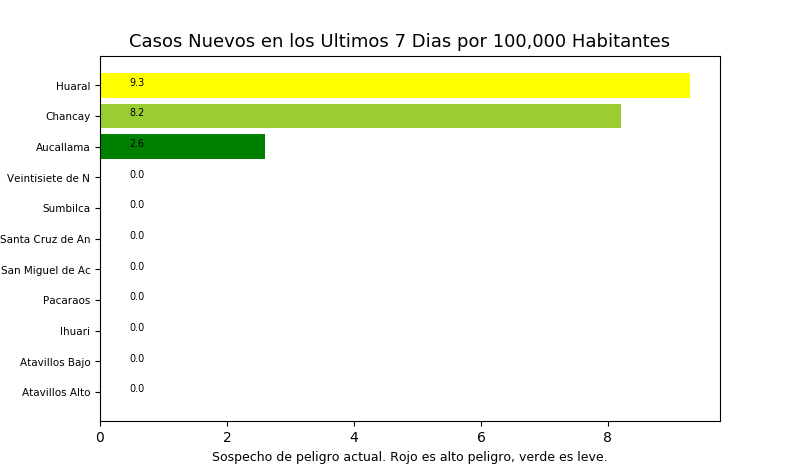 Casos Nuevos en los Ultimos 7 Dias por 100,000 Habitantes
Huaral 9.3
Chancay 8.2
Aucallama 2.6
Veintisiete de N 0.0
Sumbilca 0.0
Santa Cruz de An 0.0
San Miguel de Ac 0.0
Pacaraos 0.0
Ihuari 0.0
Atavillos Bajo 0.0
Atavillos Alto 0.0
0 2 4 6 8
Sospecho de peligro actual. Rojo es alto peligro, verde es leve.